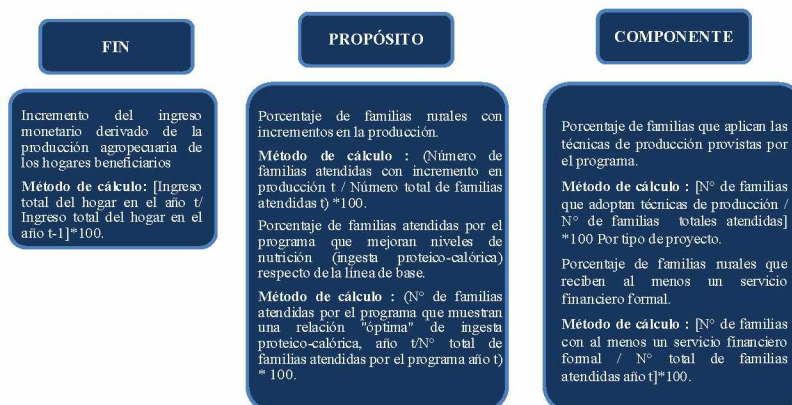 FIN
Incremento del ingreso
monetario derivado de la
producción agropecuaria de
los hogares beneficiarios
Método de cálculo: [Ingreso
total del hogar en el año t/
Ingreso total del hogar en el
año t-1]*100.
PROPÓSITO
Porcentaje de familias rurales con
incrementos en la producción.
Método de cálculo : (Número de
familias atendidas con incremento en
producción t / Número total de familias
atendidas t) *100.
Porcentaje de familias atendidas por el
programa que mejoran niveles de
nutrición (ingesta proteico-calórica)
respecto de la línea de base.
Método de cálculo : (N° de familias
atendidas por el programa que muestran
una relación "óptima" de ingesta
proteico-calórica, año t/N° total de
familias atendidas por el programa año t)
* 100.
COMPONENTE
Porcentaje de familias que aplican las
técnicas de producción provistas por
el programa.
Método de cálculo : [N° de familias
que adoptan técnicas de producción /
N° de familias totales atendidas]
*100 Por tipo de proyecto.
Porcentaje de familias rurales que
reciben al menos un servicio
financiero formal.
Método de cálculo : [N° de familias
con al menos un servicio financiero
formal / N° total de familias
atendidas año t]*100.